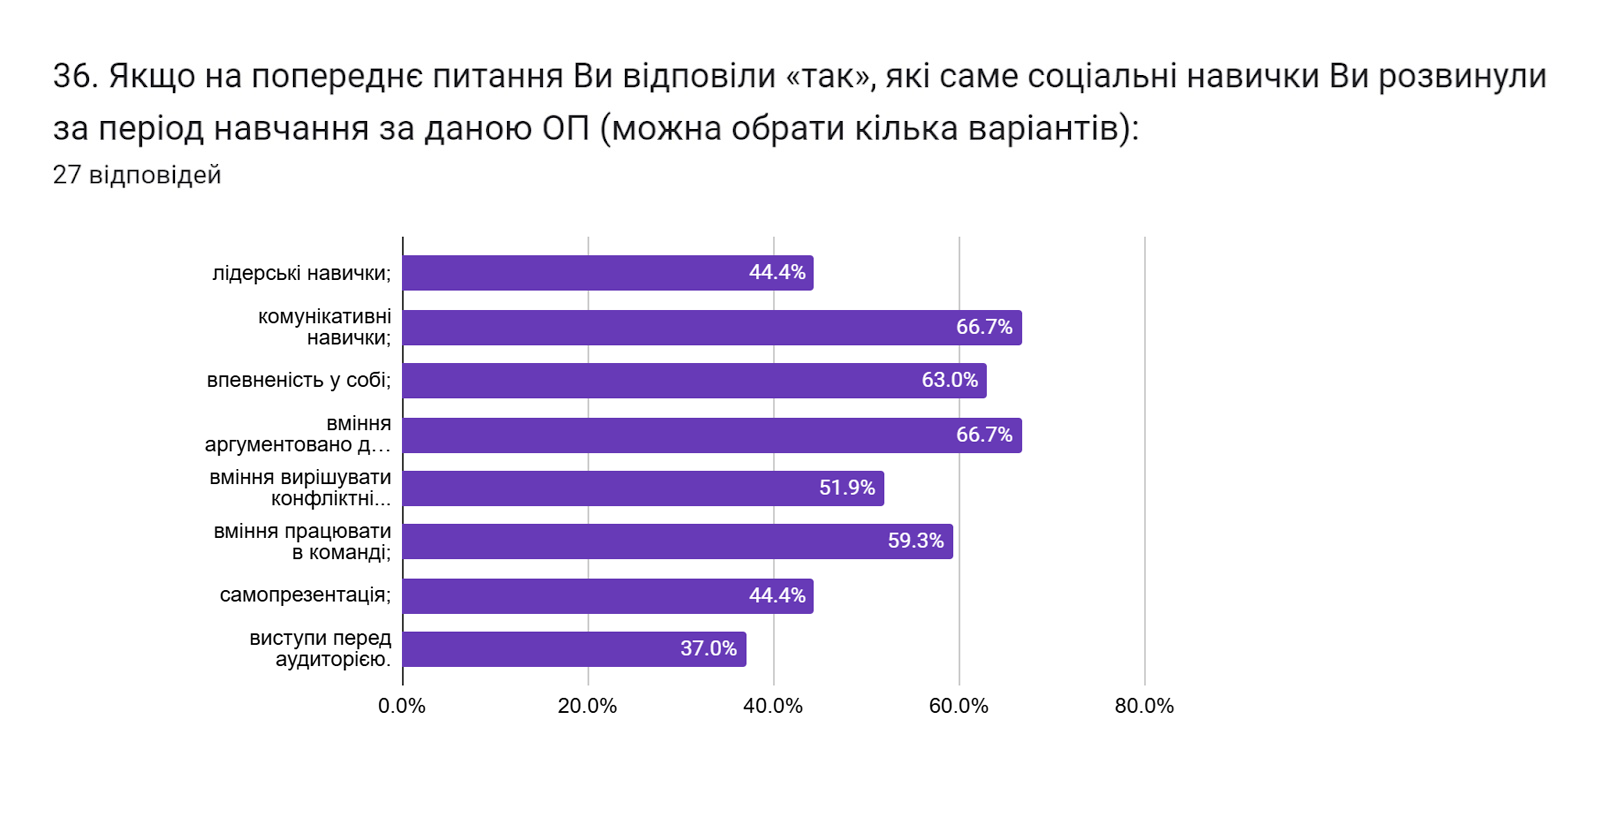 36. Якщо на попереднє питання Ви відповіли «так», які саме соціальні навички Ви розвинули
за період навчання за даною ОП (можна обрати кілька варіантів):
27 відповідей
лідерські навички;
44.4%
комунікативні
навички;
66.7%
впевненість у собі;
63.0%
вміння
аргументовано д...
66.7%
вміння вирішувати
конфліктні...
51.9%
вміння працювати
в команді;
59.3%
самопрезентація;
44.4%
виступи перед
аудиторією.
37.0%
0.0% 20.0% 40.0% 60.0% 80.0%